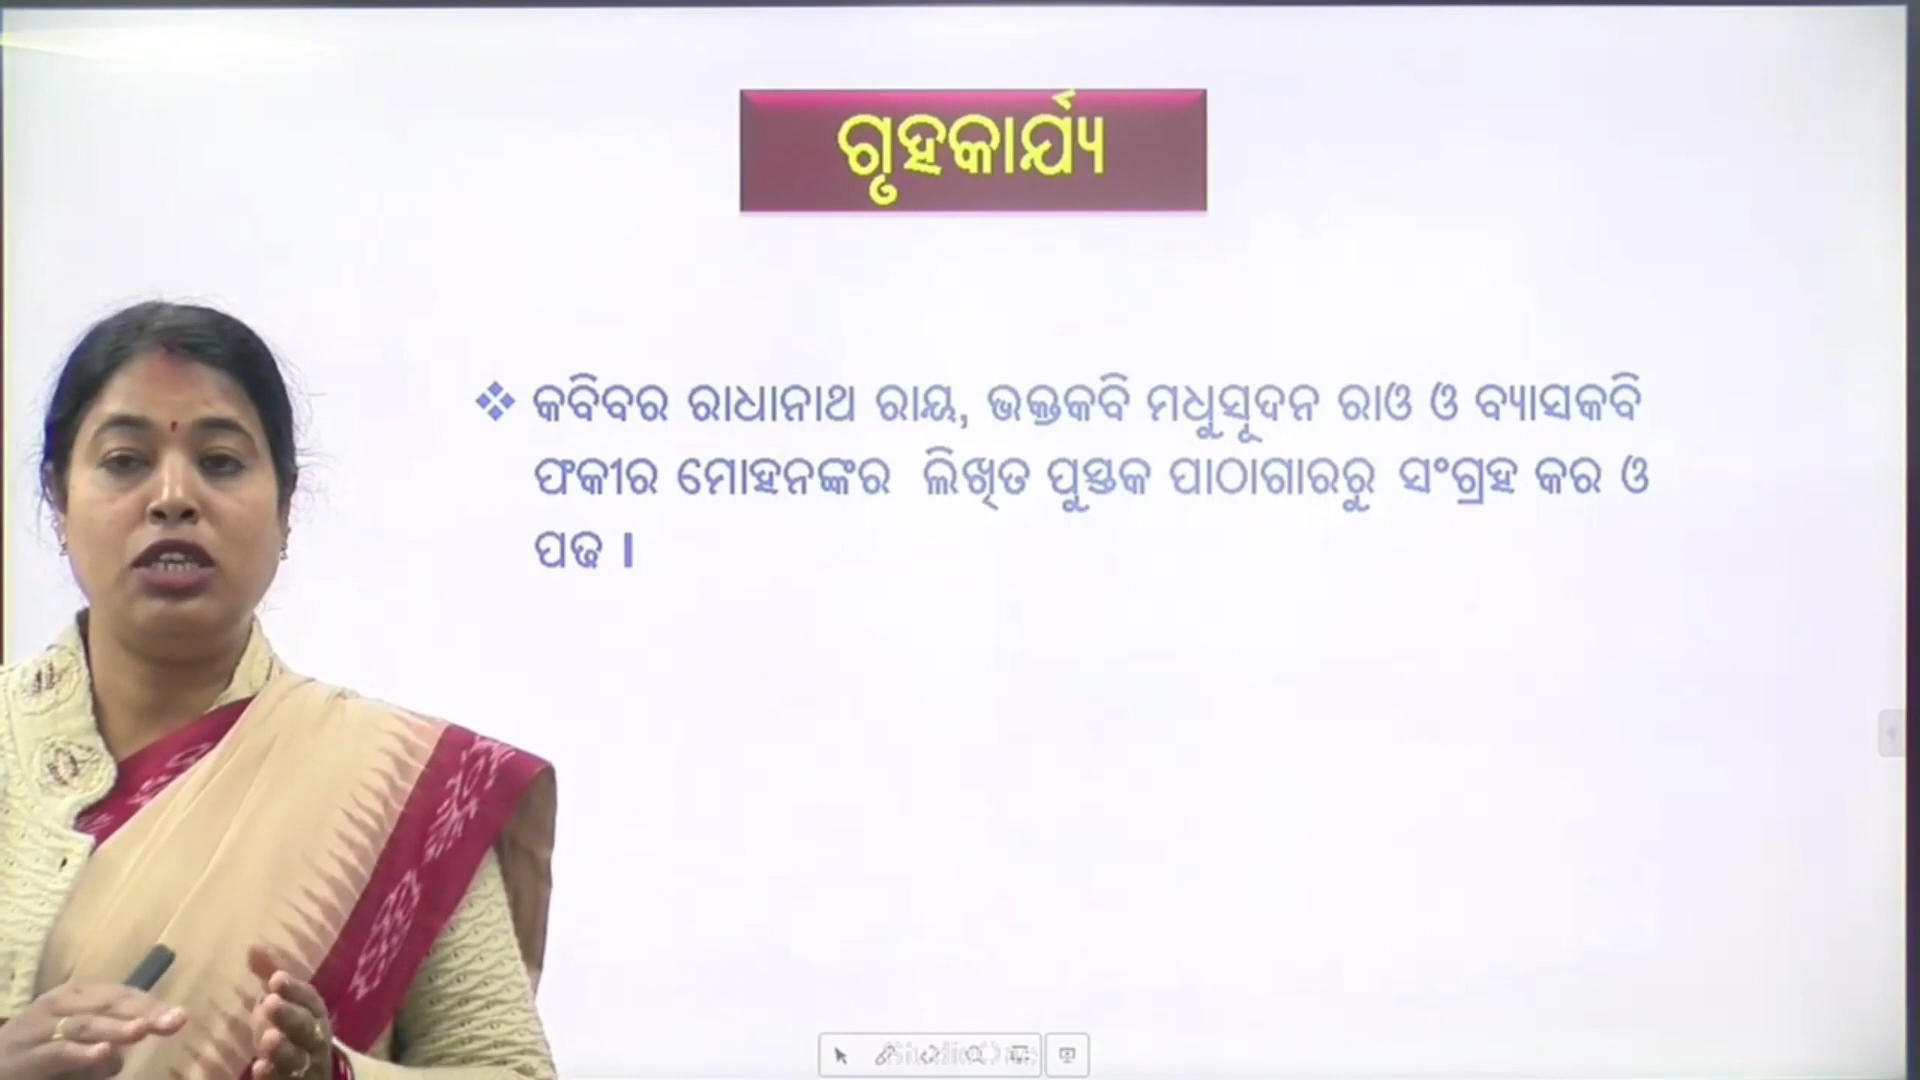 ଗୃହକାର୍ଯ୍ୟ
❖ କବିବର ରାଧାନାଥ ରାୟ, ଭକ୍ତକବି ମଧୁସୂଦନ ରାଓ ଓ ବ୍ୟାସକବି
ଫକୀର ମୋହନଙ୍କର ଲିଖିତ ପୁସ୍ତକ ପାଠାଗାରରୁ ସଂଗ୍ରହ କର ଓ
ପଢ ।